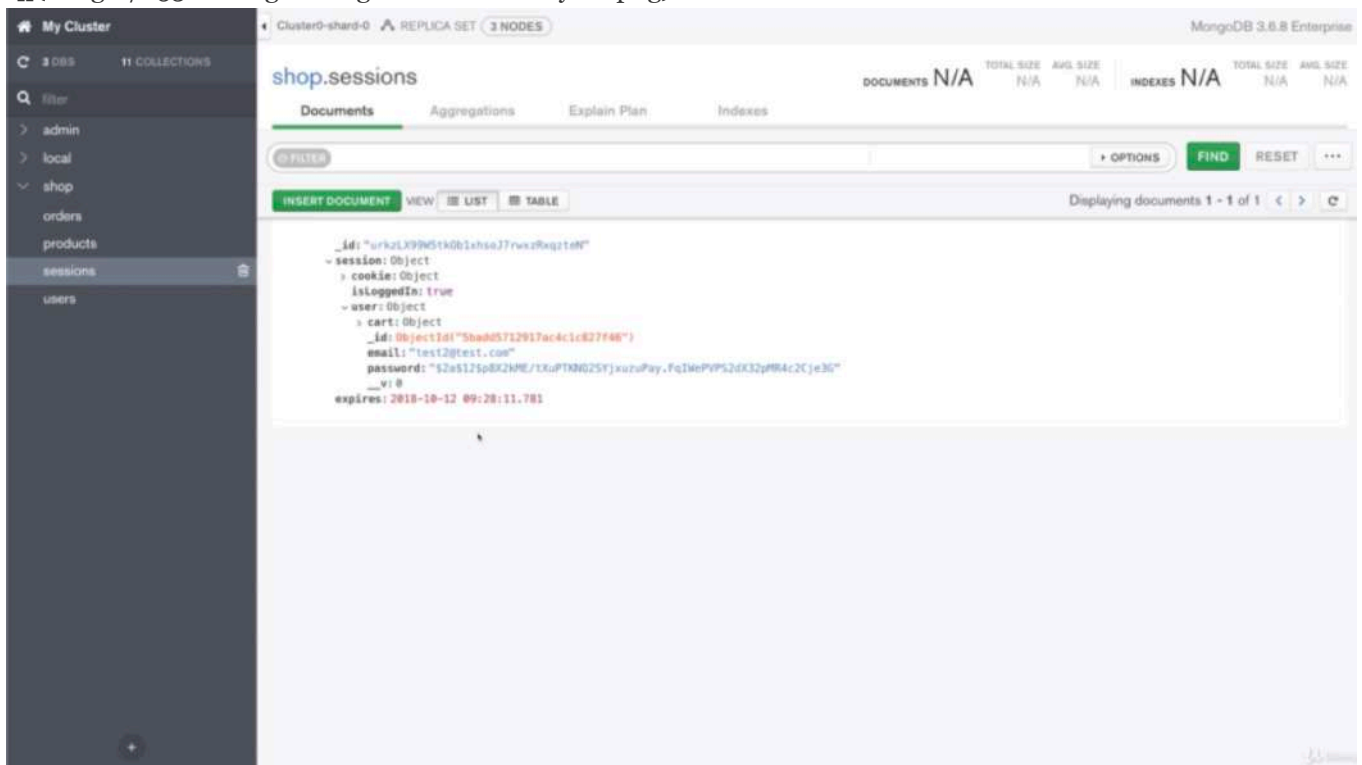 My Cluster
Cluster0-shard-0 REPLICA SET 3 NODES
MongoDB 3.6.8 Enterprise
3 DBS 11 COLLECTIONS
filter
admin
local
shop
orders
products
sessions
users
shop.sessions
DOCUMENTS N/A TOTAL SIZE N/A AVG. SIZE N/A INDEXES N/A TOTAL SIZE N/A AVG. SIZE N/A
Documents Aggregations Explain Plan Indexes
FILTER OPTIONS FIND RESET
INSERT DOCUMENT VIEW LIST TABLE Displaying documents 1 - 1 of 1
_id:
session: Object
cookie: Object
isLoggedIn: true
user: Object
cart: Object
_id: ObjectId("5badd5712917ac4c1c827f46")
email: "test2@test.com"
password:
__v: 0
expires: 2018-10-12 09:28:11.781